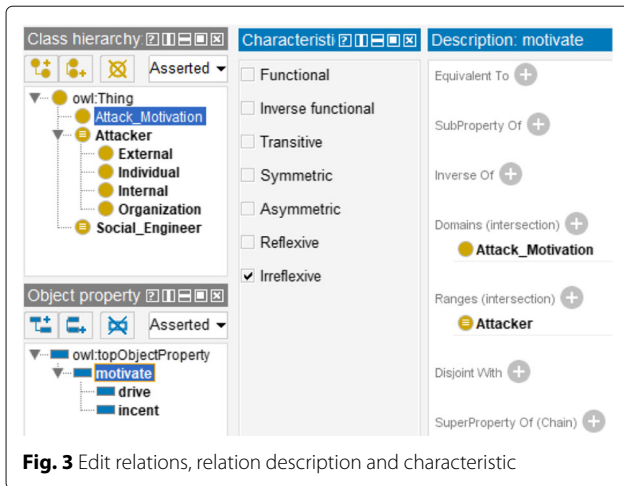 Class hierarchy:
Asserted
owl:Thing
Attack_Motivation
Attacker
External
Individual
Internal
Organization
Social_Engineer
Object property
Asserted
owl:topObjectProperty
motivate
drive
incent
Characteristi
Functional
Inverse functional
Transitive
Symmetric
Asymmetric
Reflexive
Irreflexive
Description: motivate
Equivalent To
SubProperty Of
Inverse Of
Domains (intersection)
Attack_Motivation
Ranges (intersection)
Attacker
Disjoint With
SuperProperty Of (Chain)
Fig. 3 Edit relations, relation description and characteristic